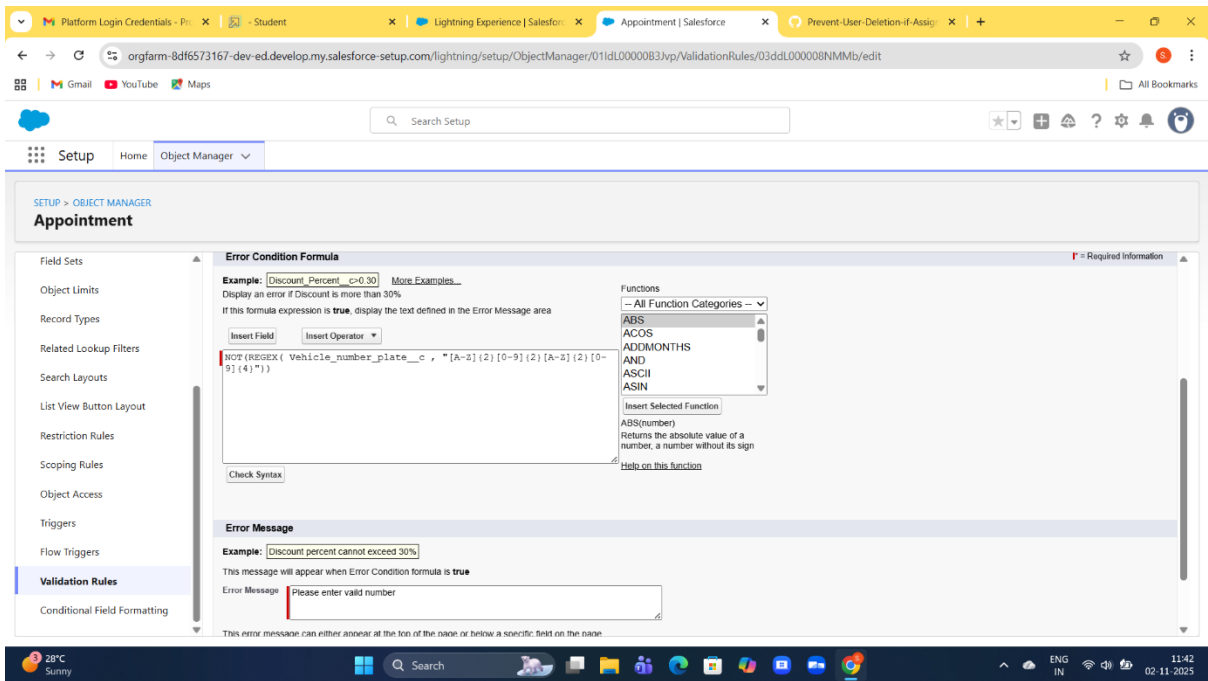 Platform Login Credentials - Pr
- Student
Lightning Experience | Salesforc
Appointment | Salesforce
Prevent-User-Deletion-if-Assig
orgfarm-8df6573167-dev-ed.develop.my.salesforce-setup.com/lightning/setup/ObjectManager/01IdL00000B3Jvp/ValidationRules/03ddL000008NMMb/edit
S
Gmail
YouTube
Maps
All Bookmarks
Search Setup
Setup
Home
Object Manager
SETUP > OBJECT MANAGER
Appointment
Field Sets
Object Limits
Record Types
Related Lookup Filters
Search Layouts
List View Button Layout
Restriction Rules
Scoping Rules
Object Access
Triggers
Flow Triggers
Validation Rules
Conditional Field Formatting
Error Condition Formula
= Required Information
Example: Discount_Percent__c>0.30 More Examples...
Display an error if Discount is more than 30%
If this formula expression is true, display the text defined in the Error Message area
Insert Field
Insert Operator
NOT(REGEX( Vehicle_number_plate__c , "[A-Z]{2}[0-9]{2}[A-Z]{2}[0-
9]{4}"))
Check Syntax
Functions
-- All Function Categories --
ABS
ACOS
ADDMONTHS
AND
ASCII
ASIN
Insert Selected Function
ABS(number)
Returns the absolute value of a
number, a number without its sign
Help on this function
Error Message
Example: Discount percent cannot exceed 30%
This message will appear when Error Condition formula is true
Error Message
Please enter vaild number
This error message can either appear at the top of the page or below a specific field on the page
3
28°C
Sunny
Search
ENG
IN
11:42
02-11-2025